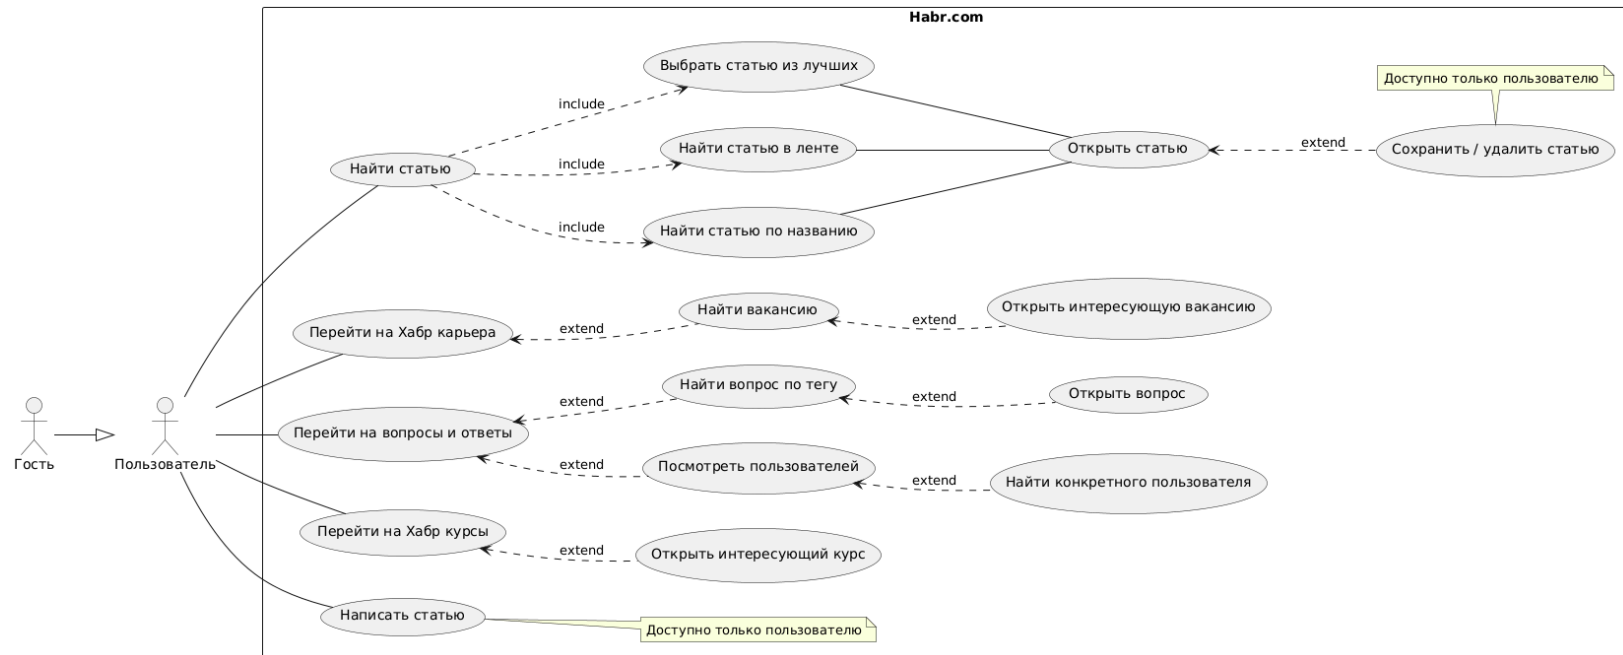 Habr.com
Выбрать статью из лучших
Доступно только пользователю
include
Найти статью в ленте
Открыть статью
extend
Сохранить / удалить статью
Найти статью
include
include
Найти статью по названию
Перейти на Хабр карьера
extend
Найти вакансию
extend
Открыть интересующую вакансию
Найти вопрос по тегу
extend
Открыть вопрос
extend
Перейти на вопросы и ответы
extend
Посмотреть пользователей
extend
Найти конкретного пользователя
Гость
Пользователь
Перейти на Хабр курсы
extend
Открыть интересующий курс
Написать статью
Доступно только пользователю